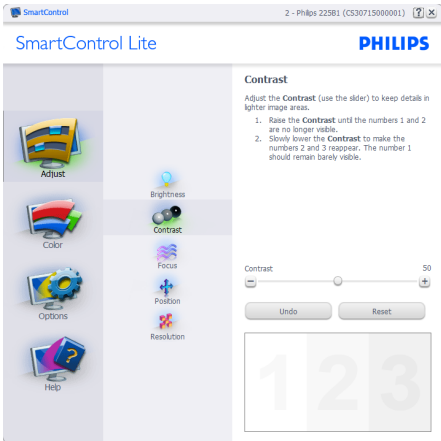 SmartControl
2 - Philips 225B1 (CS30715000001)
SmartControl Lite
PHILIPS
Adjust
Color
Options
Help
Brightness
Contrast
Focus
Position
Resolution
Contrast
Adjust the Contrast (use the slider) to keep details in
lighter image areas.
1. Raise the Contrast until the numbers 1 and 2
are no longer visible.
2. Slowly lower the Contrast to make the
numbers 2 and 3 reappear. The number 1
should remain barely visible.
Contrast 50
Undo Reset
1 2 3